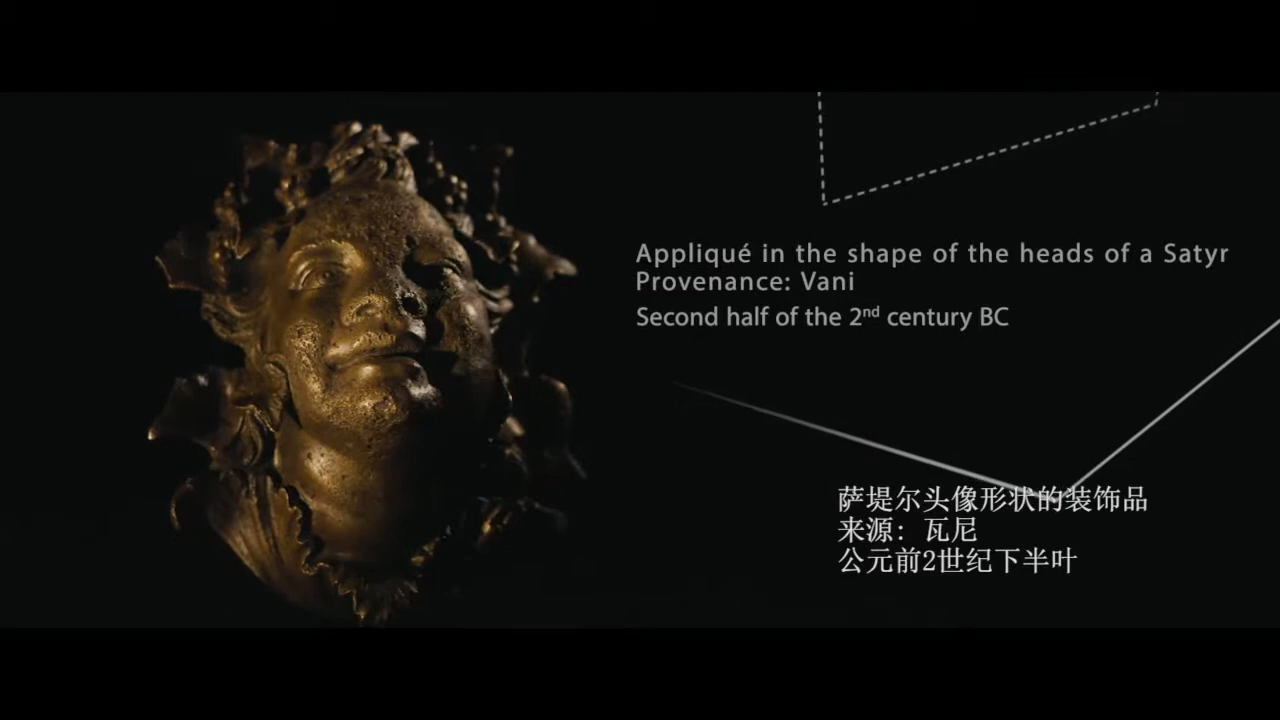 Appliqué in the shape of the heads of a Satyr
Provenance: Vani
Second half of the 2nd century BC
萨堤尔头像形状的装饰品
来源：瓦尼
公元前2世纪下半叶